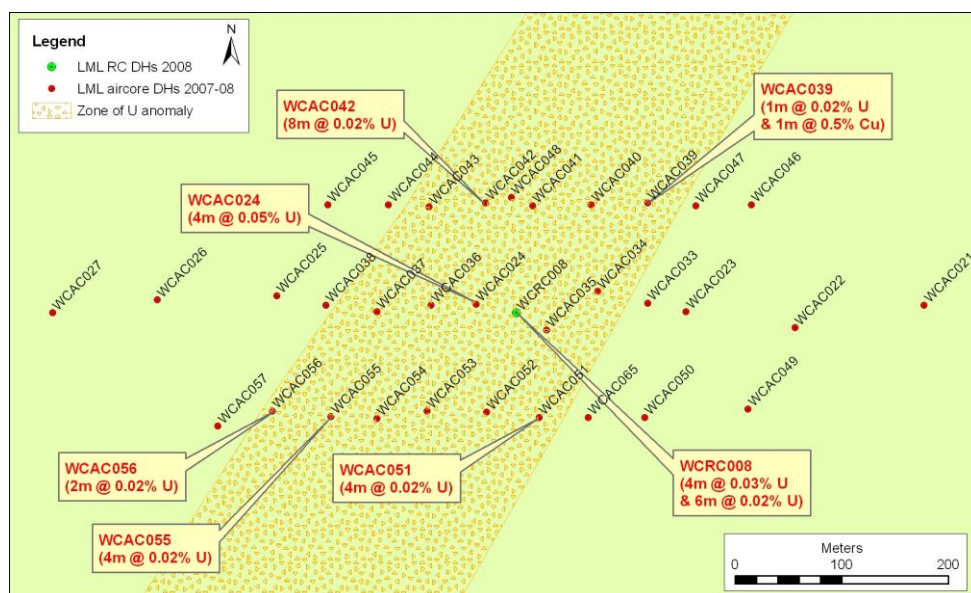 Legend
N
LML RC DHs 2008
LML aircore DHs 2007-08
Zone of U anomaly
WCAC042
(8m @ 0.02% U)
WCAC039
(1m @ 0.02% U
& 1m @ 0.5% Cu)
WCAC045
WCAC044
WCAC043
WCAC042
WCAC048
WCAC041
WCAC040
WCAC039
WCAC047
WCAC046
WCAC024
(4m @ 0.05% U)
WCAC027
WCAC026
WCAC025
WCAC038
WCAC037
WCAC036
WCAC024
WCRC008
WCAC035
WCAC034
WCAC033
WCAC023
WCAC022
WCAC021
WCAC057
WCAC056
WCAC055
WCAC054
WCAC053
WCAC052
WCAC051
WCAC065
WCAC050
WCAC049
WCAC056
(2m @ 0.02% U)
WCAC051
(4m @ 0.02% U)
WCRC008
(4m @ 0.03% U
& 6m @ 0.02% U)
WCAC055
(4m @ 0.02% U)
Meters
0 100 200